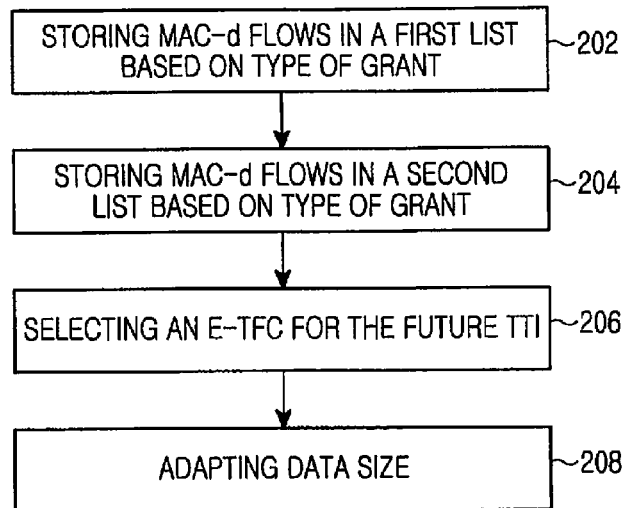 STORING MAC-d FLOWS IN A FIRST LIST
BASED ON TYPE OF GRANT
202
STORING MAC-d FLOWS IN A SECOND
LIST BASED ON TYPE OF GRANT
204
SELECTING AN E-TFC FOR THE FUTURE TTI
206
ADAPTING DATA SIZE
208